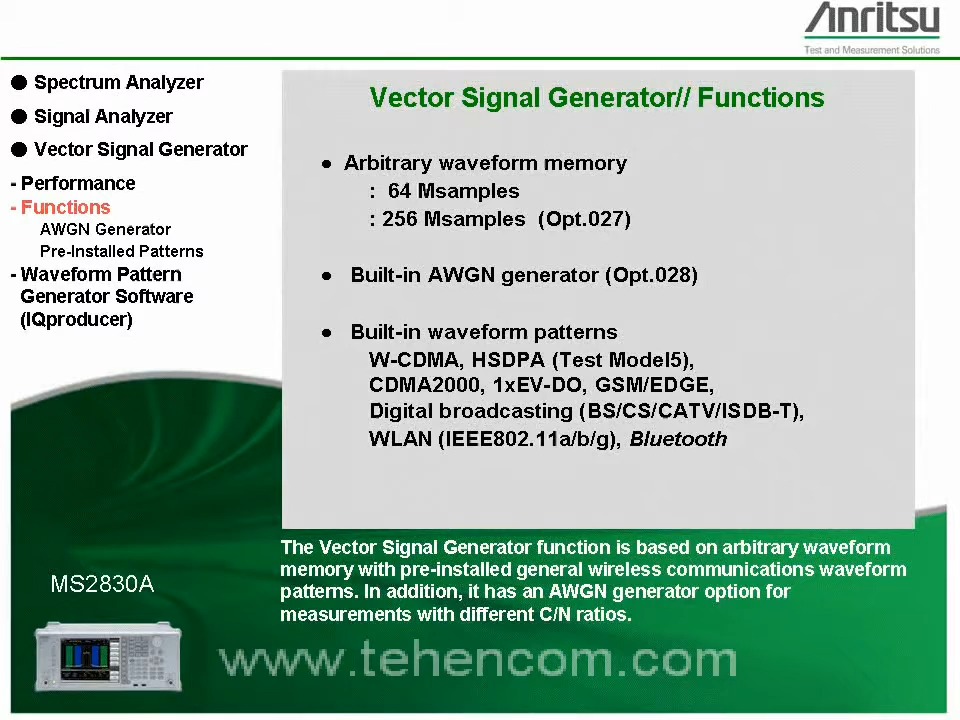 Anritsu
Test and Measurement Solutions
● Spectrum Analyzer
● Signal Analyzer
● Vector Signal Generator
- Performance
- Functions
AWGN Generator
Pre-Installed Patterns
- Waveform Pattern
Generator Software
(IQproducer)
Vector Signal Generator// Functions
● Arbitrary waveform memory
: 64 Msamples
: 256 Msamples (Opt.027)
● Built-in AWGN generator (Opt.028)
● Built-in waveform patterns
W-CDMA, HSDPA (Test Model5),
CDMA2000, 1xEV-DO, GSM/EDGE,
Digital broadcasting (BS/CS/CATV/ISDB-T),
WLAN (IEEE802.11a/b/g), Bluetooth
The Vector Signal Generator function is based on arbitrary waveform
memory with pre-installed general wireless communications waveform
patterns. In addition, it has an AWGN generator option for
measurements with different C/N ratios.
MS2830A
www.tehencom.com